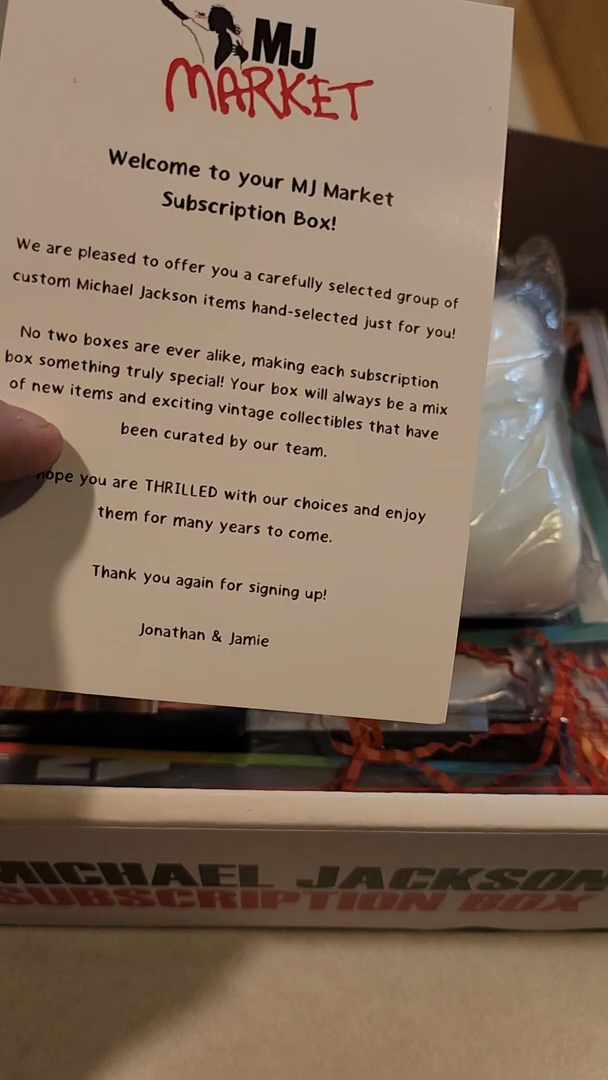 MJ
MARKET
Welcome to your MJ Market
Subscription Box!
We are pleased to offer you a carefully selected group of
custom Michael Jackson items hand-selected just for you!
No two boxes are ever alike, making each subscription
box something truly special! Your box will always be a mix
of new items and exciting vintage collectibles that have
been curated by our team.
hope you are THRILLED with our choices and enjoy
them for many years to come.
Thank you again for signing up!
Jonathan & Jamie
MICHAEL JACKSON
SUBSCRIPTION BOX